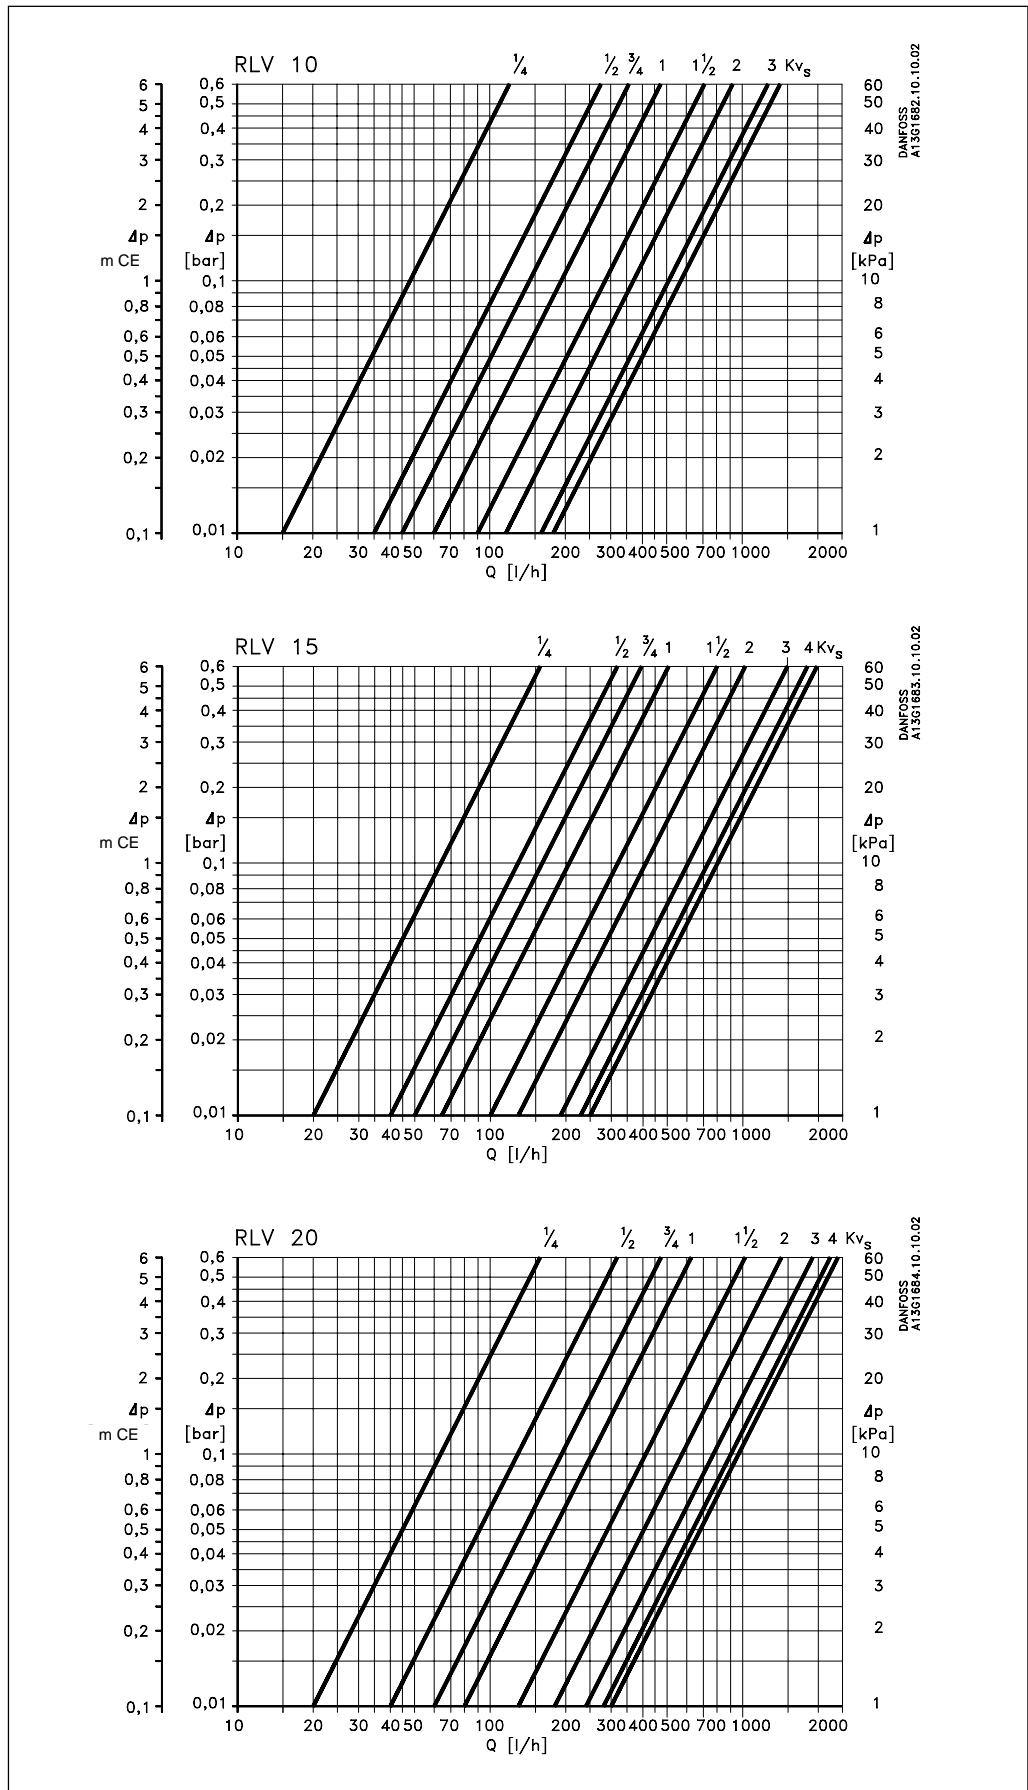 RLV 10 ¼ ½ ¾ 1 1½ 2 3 Kvs
6 0,6 60
5 0,5 50
4 0,4 40
3 0,3 30
2 0,2 20
Δp Δp Δp
m CE [bar] [kPa]
1 0,1 10
0,8 0,08 8
0,6 0,06 6
0,5 0,05 5
0,4 0,04 4
0,3 0,03 3
0,2 0,02 2
0,1 0,01 1
10 20 30 40 50 70 100 200 300 400 500 700 1000 2000
Q [l/h]
DANFOSS
A13G1682.10.10.02
RLV 15 ¼ ½ ¾ 1 1½ 2 3 4 Kvs
6 0,6 60
5 0,5 50
4 0,4 40
3 0,3 30
2 0,2 20
Δp Δp Δp
m CE [bar] [kPa]
1 0,1 10
0,8 0,08 8
0,6 0,06 6
0,5 0,05 5
0,4 0,04 4
0,3 0,03 3
0,2 0,02 2
0,1 0,01 1
10 20 30 40 50 70 100 200 300 400 500 700 1000 2000
Q [l/h]
DANFOSS
A13G1683.10.10.02
RLV 20 ¼ ½ ¾ 1 1½ 2 3 4 Kvs
6 0,6 60
5 0,5 50
4 0,4 40
3 0,3 30
2 0,2 20
Δp Δp Δp
m CE [bar] [kPa]
1 0,1 10
0,8 0,08 8
0,6 0,06 6
0,5 0,05 5
0,4 0,04 4
0,3 0,03 3
0,2 0,02 2
0,1 0,01 1
10 20 30 40 50 70 100 200 300 400 500 700 1000 2000
Q [l/h]
DANFOSS
A13G1684.10.10.02